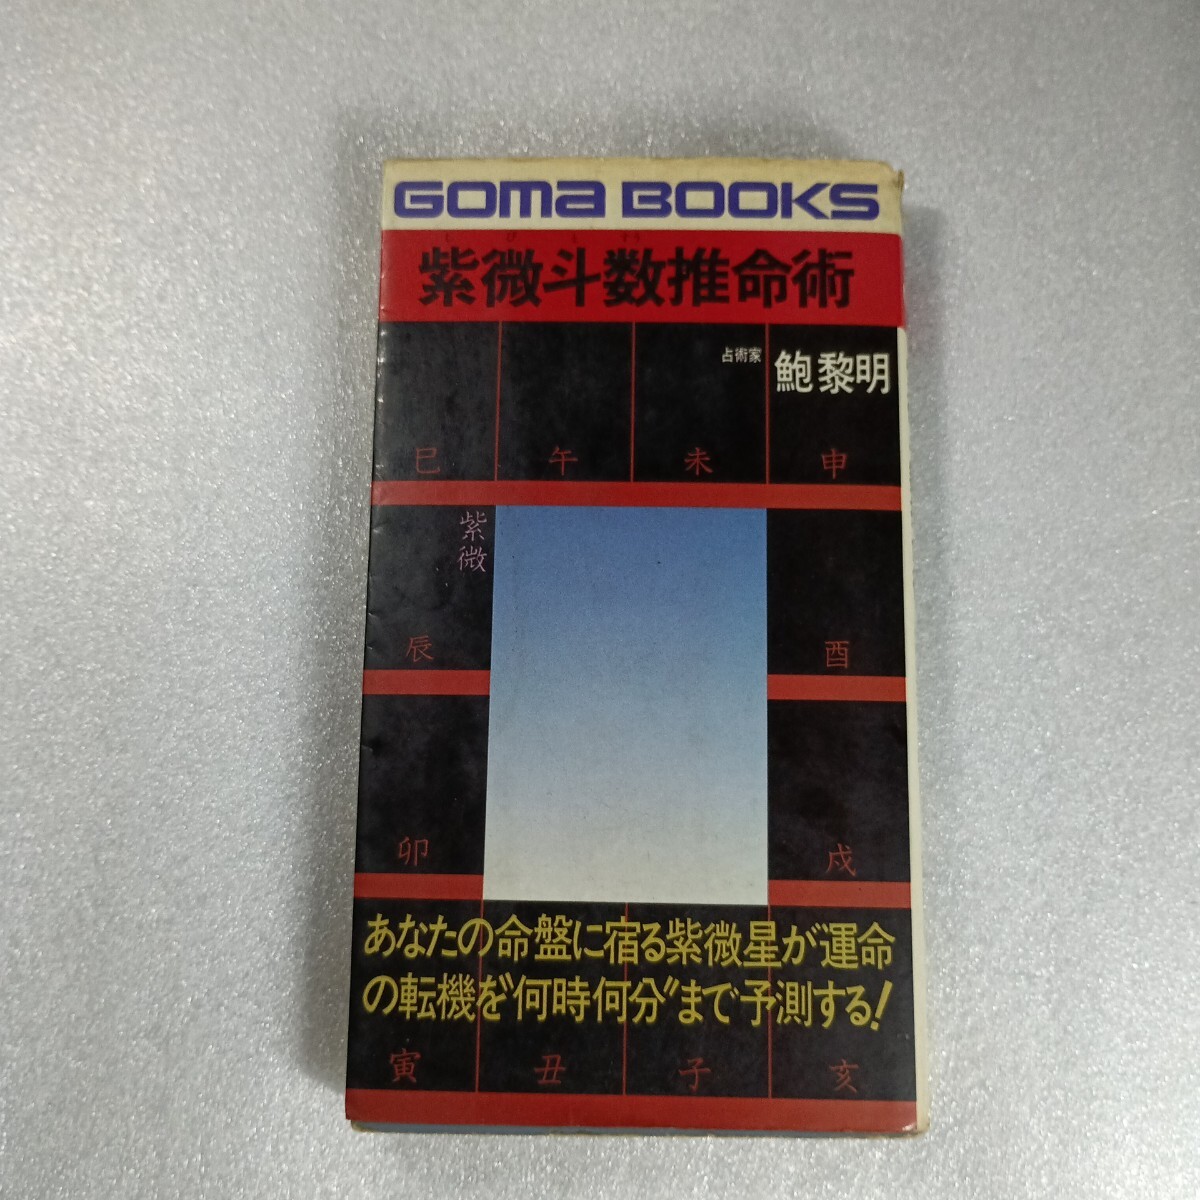 GOMA BOOKS
紫微斗数推命術
占術家 鮑黎明
巳 午 未 申
紫微
辰 酉
卯 戌
あなたの命盤に宿る紫微星が運命
の転機を“何時何分”まで予測する!
寅 丑 子 亥